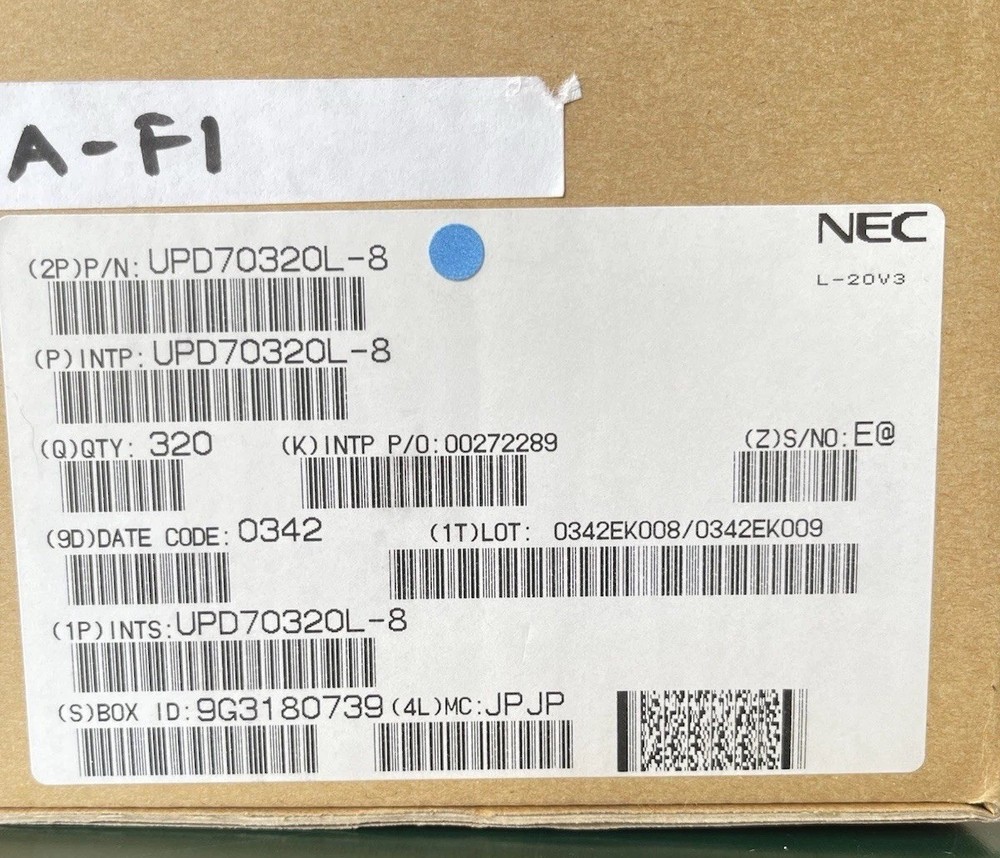 A-F1
NEC
L-20V3
(2P)P/N: UPD70320L-8
(P)INTP: UPD70320L-8
(Q)QTY: 320 (K)INTP P/O:00272289 (Z)S/NO:E@
(9D)DATE CODE: 0342 (1T)LOT: 0342EK008/0342EK009
(1P)INTS:UPD70320L-8
(S)BOX ID:9G3180739 (4L)MC:JPJP